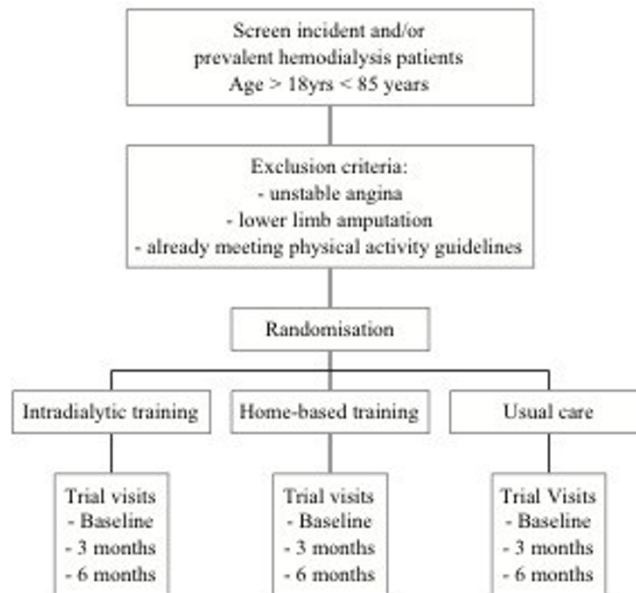 Screen incident and/or
prevalent hemodialysis patients
Age > 18yrs < 85 years
Exclusion criteria:
- unstable angina
- lower limb amputation
- already meeting physical activity guidelines
Randomisation
Intradialytic training
Home-based training
Usual care
Trial visits
- Baseline
- 3 months
- 6 months
Trial visits
- Baseline
- 3 months
- 6 months
Trial Visits
- Baseline
- 3 months
- 6 months